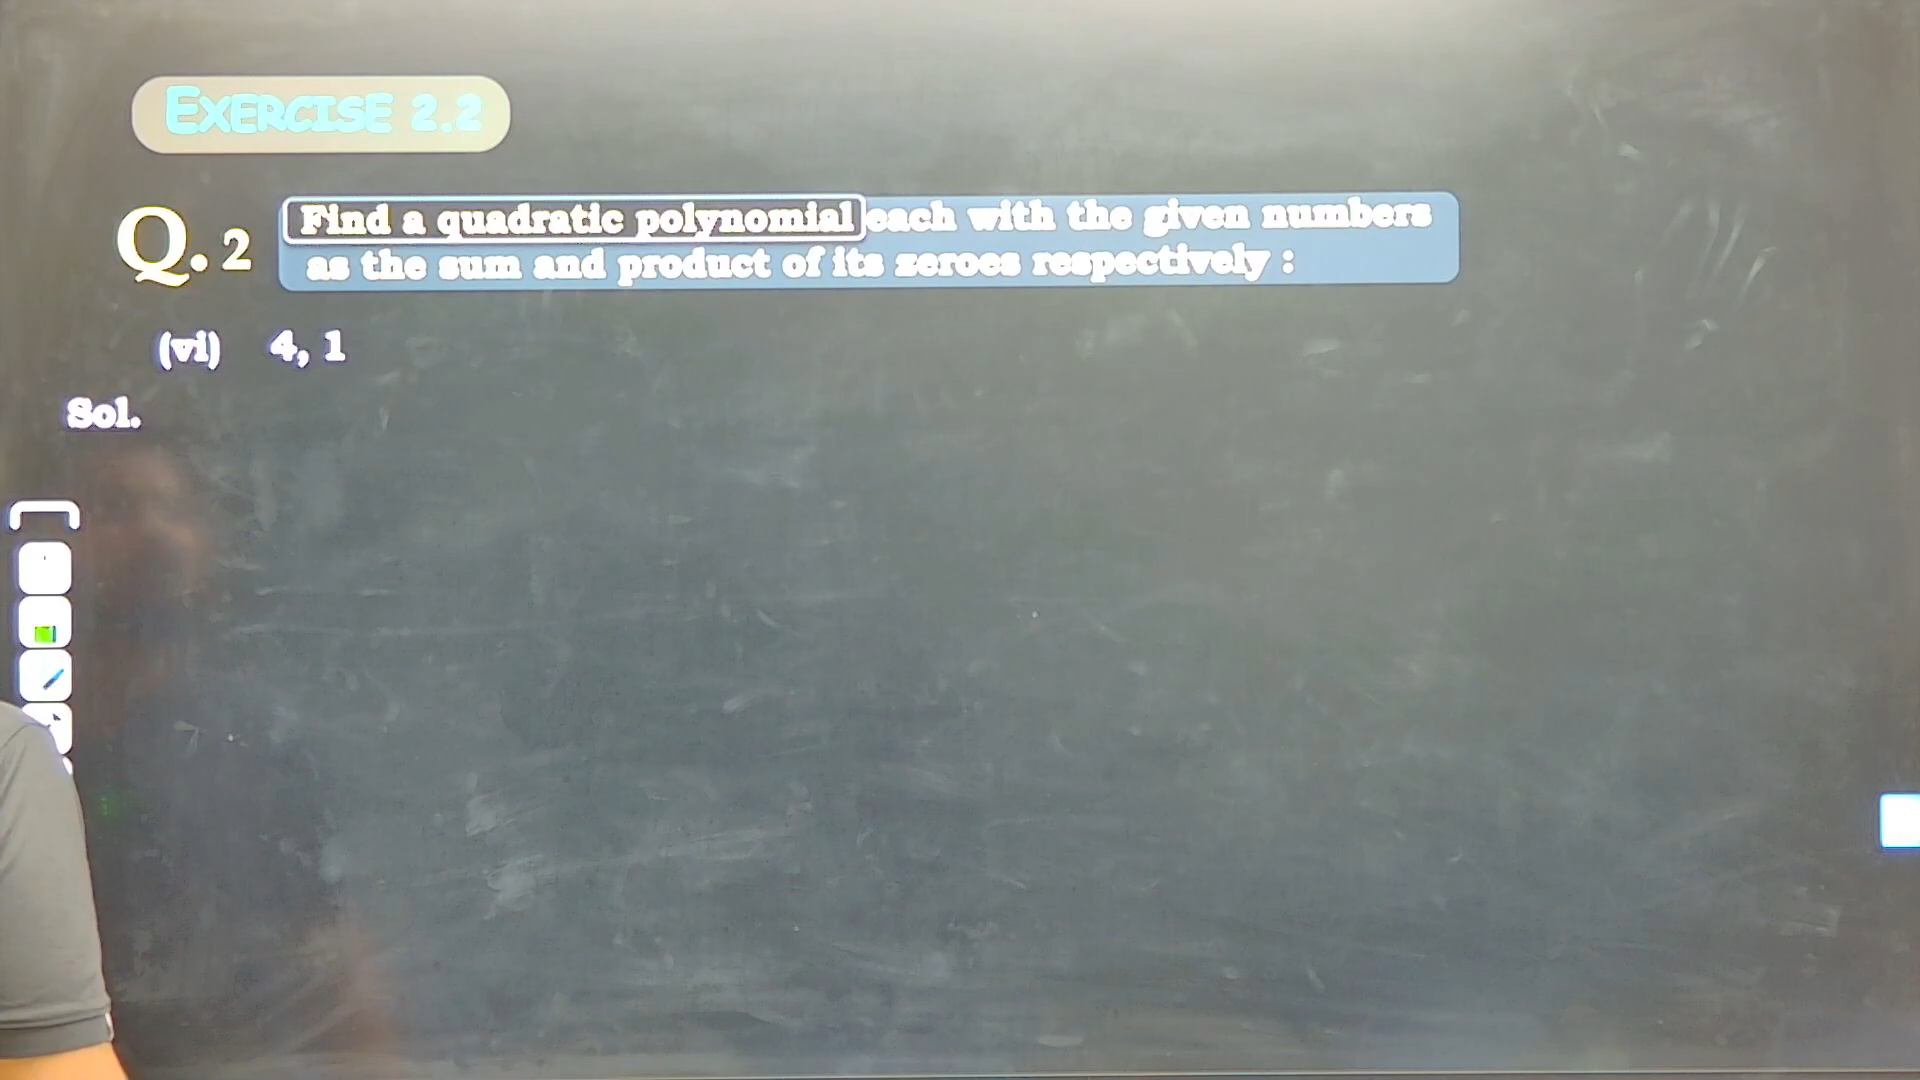 EXERCISE 2.2
Q. 2 Find a quadratic polynomial each with the given numbers
as the sum and product of its zeroes respectively :
(vi) 4, 1
Sol.